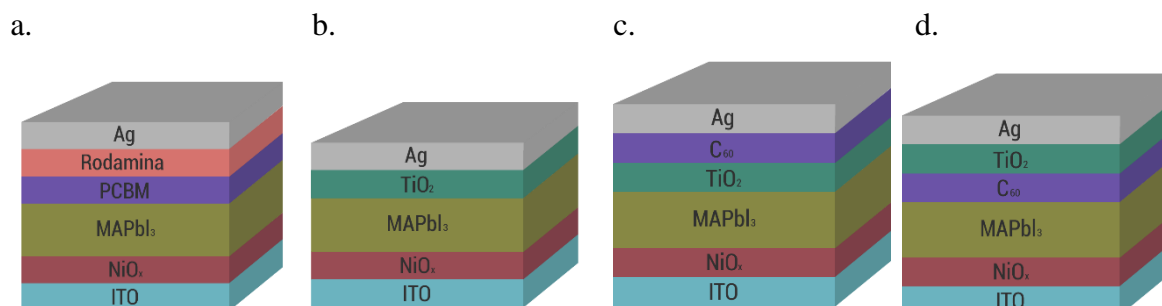 a.
b.
c.
d.
Ag
Rodamina
PCBM
MAPbI₃
NiOₓ
ITO
Ag
TiO₂
MAPbI₃
NiOₓ
ITO
Ag
C₆₀
TiO₂
MAPbI₃
NiOₓ
ITO
Ag
TiO₂
C₆₀
MAPbI₃
NiOₓ
ITO